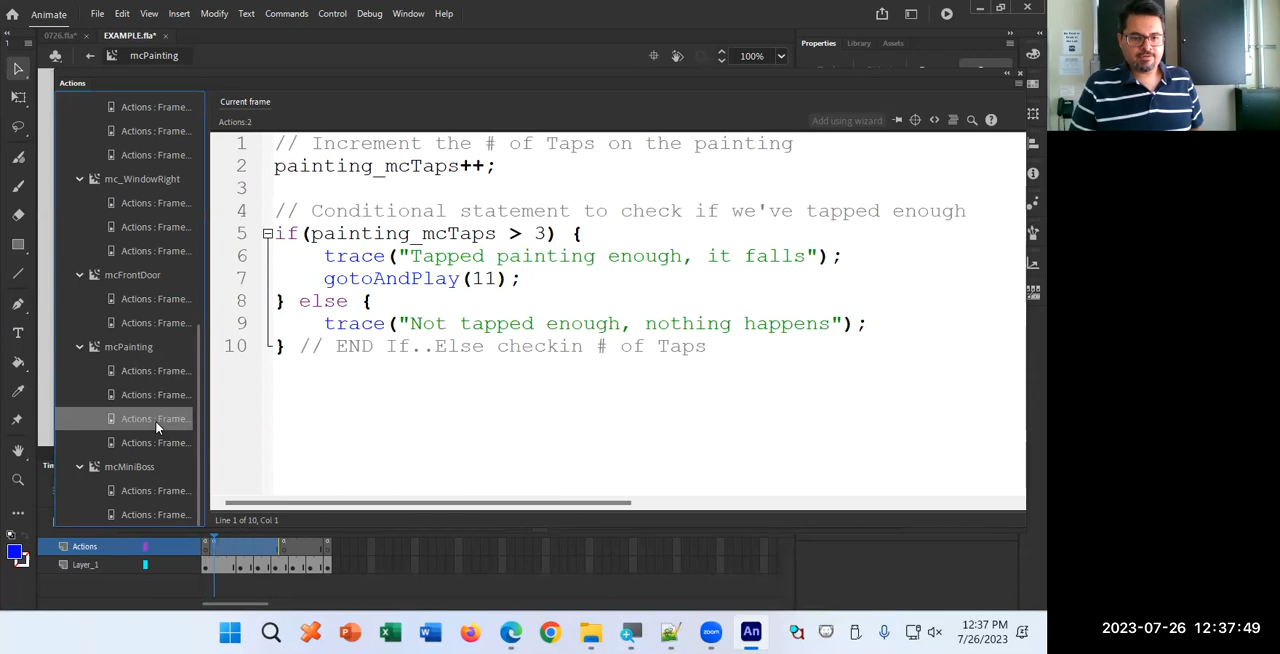 Animate File Edit View Insert Modify Text Commands Control Debug Window Help
0726.fla* × EXAMPLE.fla* ×
mcPainting 100% Properties Library Assets
Actions
Current frame
Actions:2 Add using wizard
Actions : Frame...
Actions : Frame...
Actions : Frame...
mc_WindowRight
Actions : Frame...
Actions : Frame...
Actions : Frame...
mcFrontDoor
Actions : Frame...
Actions : Frame...
mcPainting
Actions : Frame...
Actions : Frame...
Actions : Frame...
Actions : Frame...
mcMiniBoss
Actions : Frame...
Actions : Frame...
1 // Increment the # of Taps on the painting
2 painting_mcTaps++;
3
4 // Conditional statement to check if we've tapped enough
5 if(painting_mcTaps > 3) {
6 trace("Tapped painting enough, it falls");
7 gotoAndPlay(11);
8 } else {
9 trace("Not tapped enough, nothing happens");
10 } // END If..Else checkin # of Taps
Line 1 of 10, Col 1
Actions
Layer_1
12:37 PM
7/26/2023
2023-07-26 12:37:49